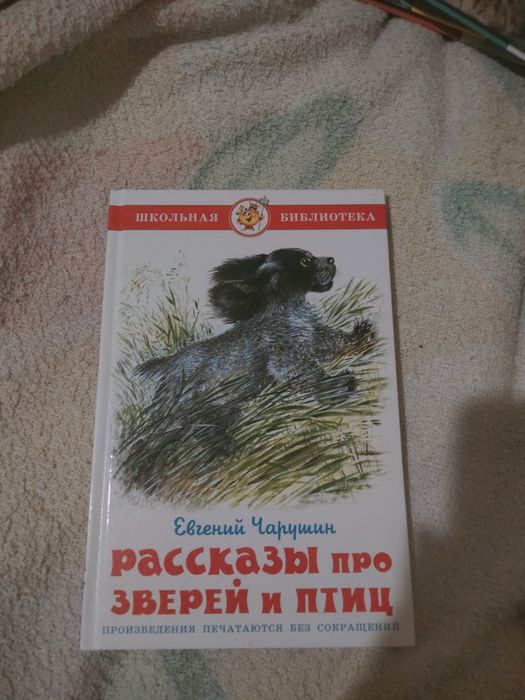 ШКОЛЬНАЯ БИБЛИОТЕКА
Евгений Чарушин
РАССКАЗЫ ПРО
ЗВЕРЕЙ И ПТИЦ
ПРОИЗВЕДЕНИЯ ПЕЧАТАЮТСЯ БЕЗ СОКРАЩЕНИЙ